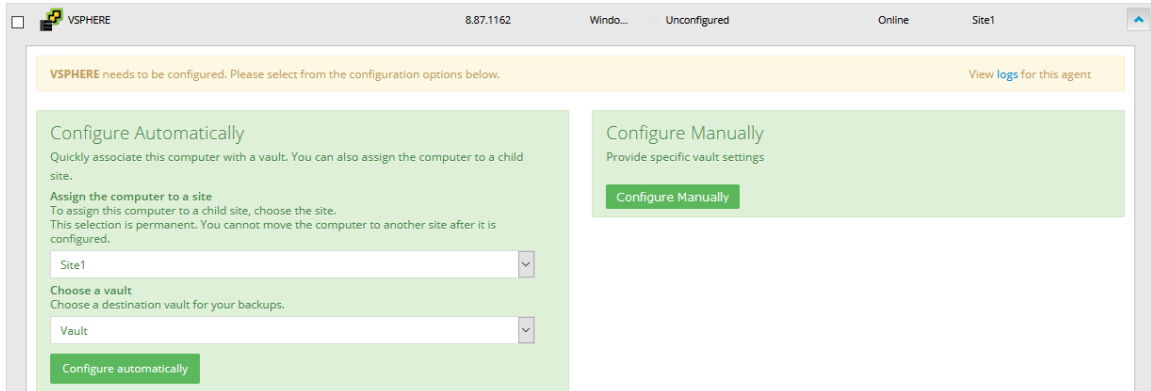 VSPHERE 8.87.1162 Windo... Unconfigured Online Site1
VSPHERE needs to be configured. Please select from the configuration options below. View logs for this agent
Configure Automatically
Quickly associate this computer with a vault. You can also assign the computer to a child
site.
Assign the computer to a site
To assign this computer to a child site, choose the site.
This selection is permanent. You cannot move the computer to another site after it is
configured.
Site1
Choose a vault
Choose a destination vault for your backups.
Vault
Configure automatically
Configure Manually
Provide specific vault settings
Configure Manually